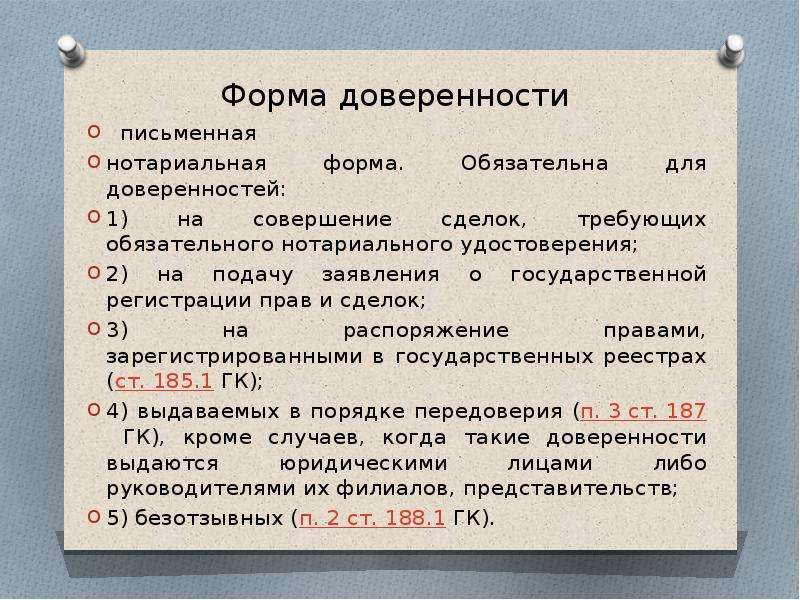 Форма доверенности
письменная
нотариальная форма. Обязательна для
доверенностей:
1) на совершение сделок, требующих
обязательного нотариального удостоверения;
2) на подачу заявления о государственной
регистрации прав и сделок;
3) на распоряжение правами,
зарегистрированными в государственных реестрах
(ст. 185.1 ГК);
4) выдаваемых в порядке передоверия (п. 3 ст. 187
ГК), кроме случаев, когда такие доверенности
выдаются юридическими лицами либо
руководителями их филиалов, представительств;
5) безотзывных (п. 2 ст. 188.1 ГК).